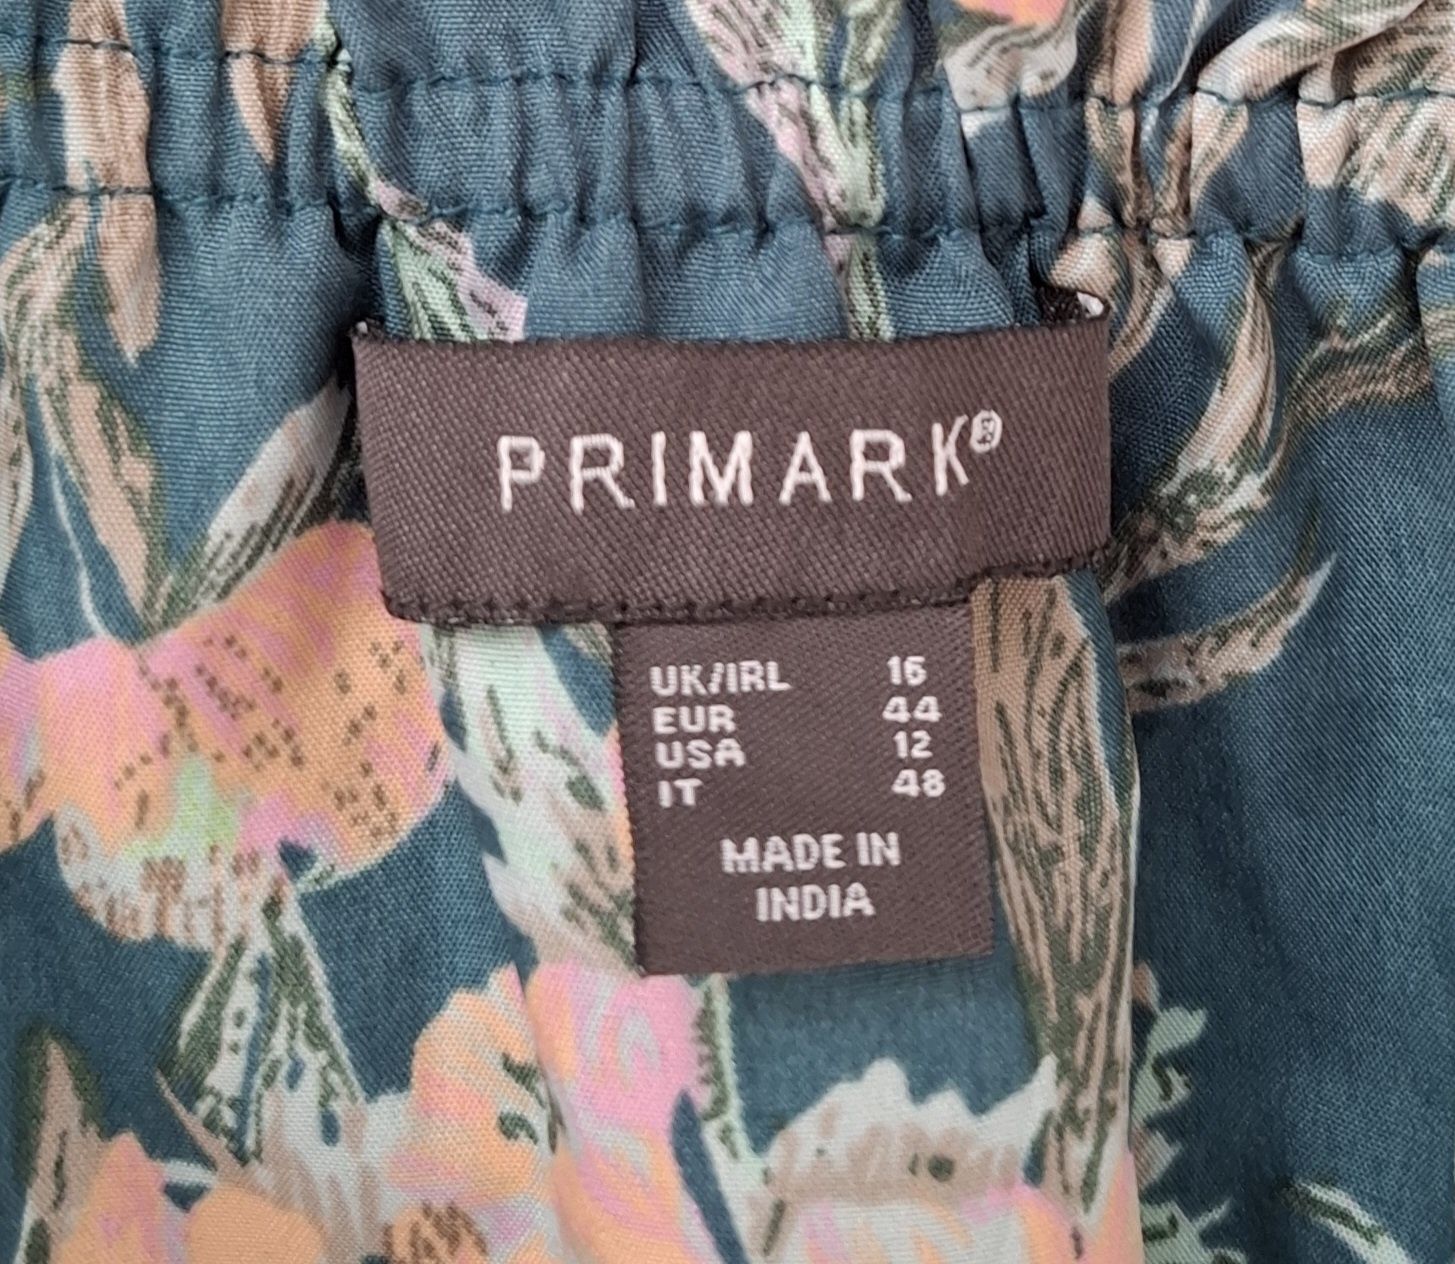 PRIMARK®
UK/IRL 16
EUR 44
USA 12
IT 48
MADE IN
INDIA